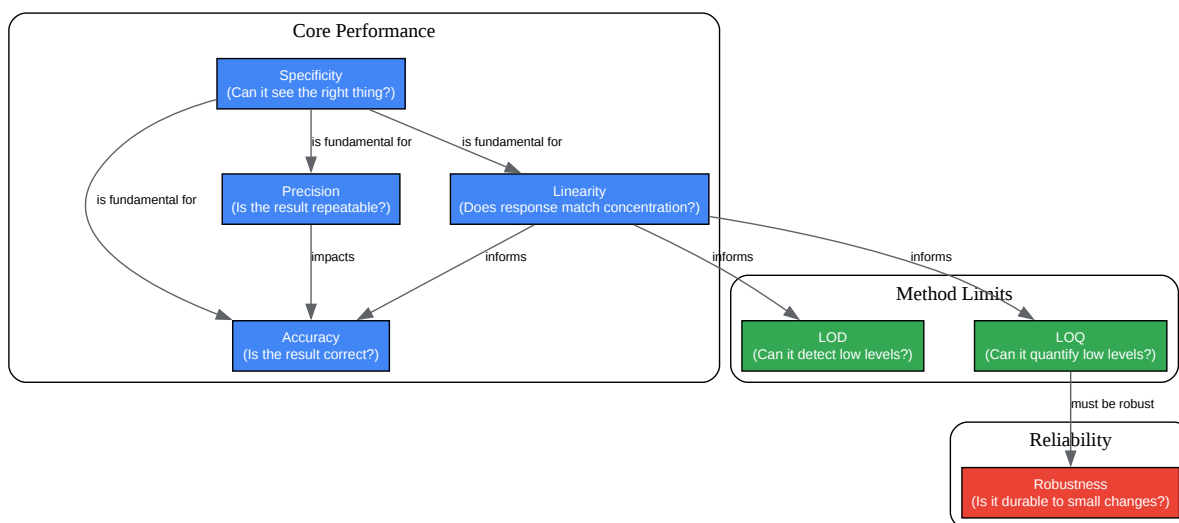 Core Performance
Specificity
(Can it see the right thing?)
is fundamental for
is fundamental for
is fundamental for
Precision
(Is the result repeatable?)
Linearity
(Does response match concentration?)
impacts
informs
informs
informs
Method Limits
Accuracy
(Is the result correct?)
LOD
(Can it detect low levels?)
LOQ
(Can it quantify low levels?)
must be robust
Reliability
Robustness
(Is it durable to small changes?)